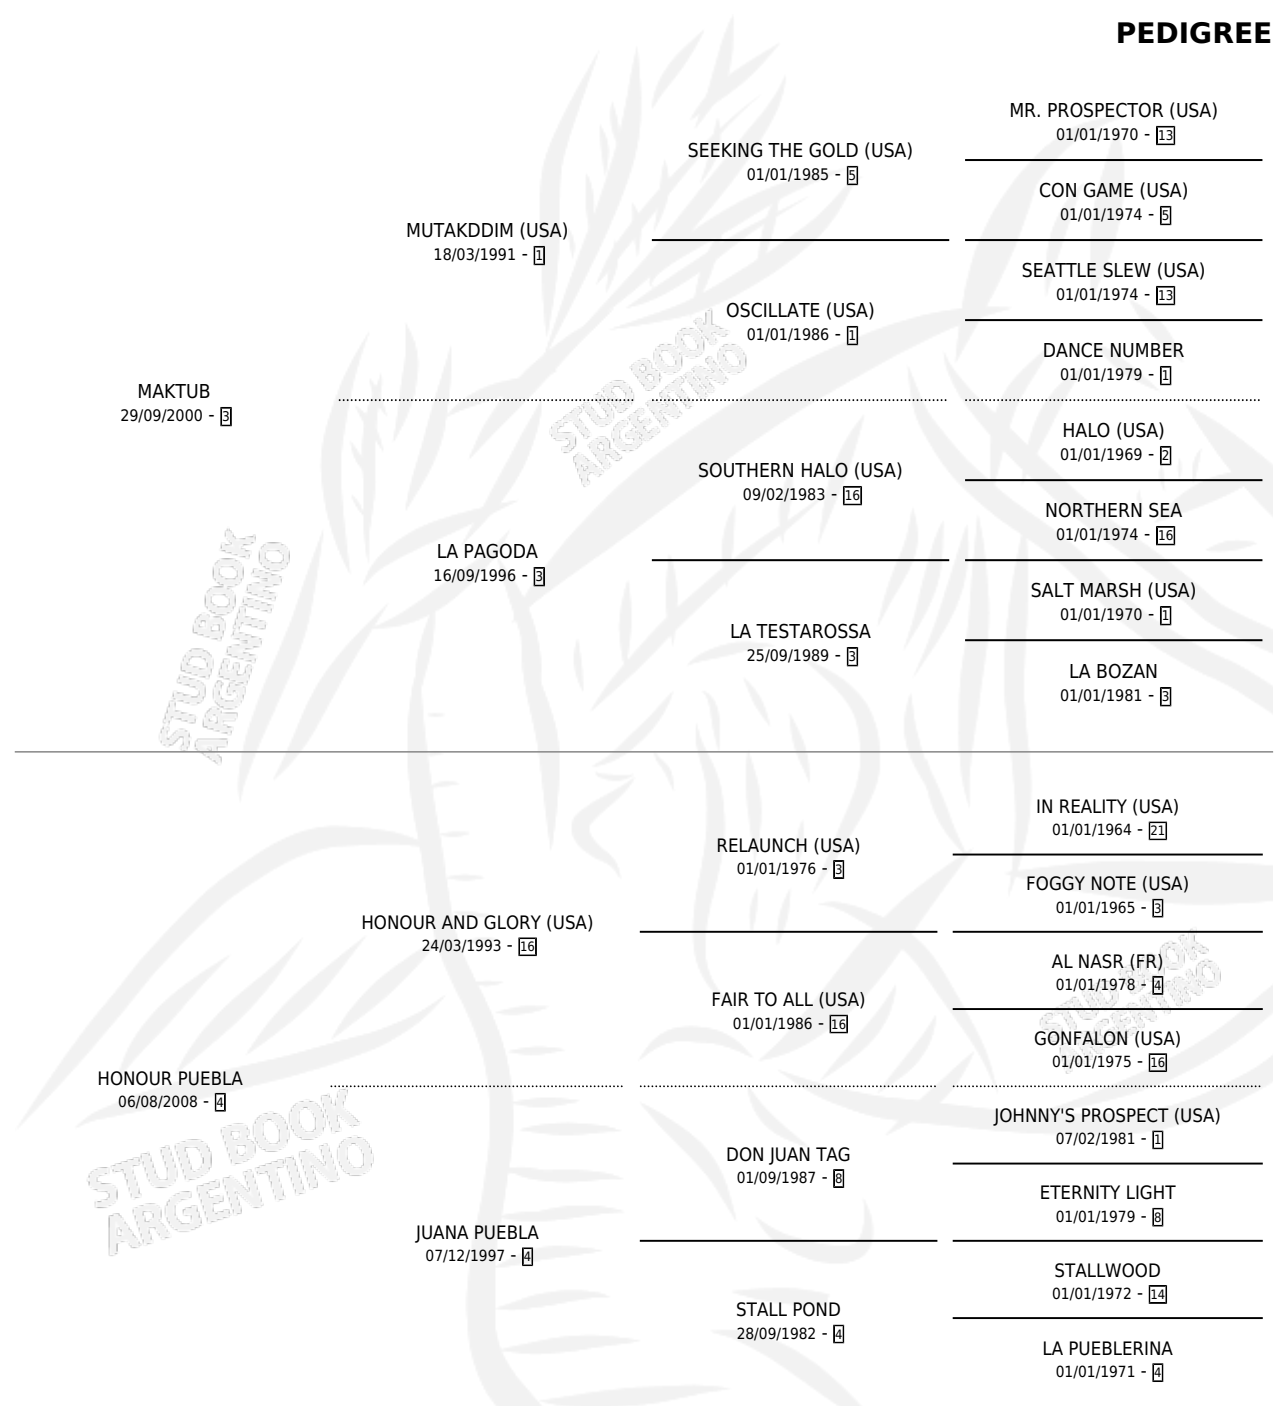 PEDIGREE
MR. PROSPECTOR (USA)
01/01/1970 - 13
SEEKING THE GOLD (USA)
01/01/1985 - 5
CON GAME (USA)
01/01/1974 - 5
MUTAKDDIM (USA)
18/03/1991 - 1
SEATTLE SLEW (USA)
01/01/1974 - 13
OSCILLATE (USA)
01/01/1986 - 1
DANCE NUMBER
01/01/1979 - 1
MAKTUB
29/09/2000 - 3
HALO (USA)
01/01/1969 - 2
SOUTHERN HALO (USA)
09/02/1983 - 16
NORTHERN SEA
01/01/1974 - 16
LA PAGODA
16/09/1996 - 3
SALT MARSH (USA)
01/01/1970 - 1
LA TESTAROSSA
25/09/1989 - 3
LA BOZAN
01/01/1981 - 3
IN REALITY (USA)
01/01/1964 - 21
RELAUNCH (USA)
01/01/1976 - 3
FOGGY NOTE (USA)
01/01/1965 - 3
HONOUR AND GLORY (USA)
24/03/1993 - 16
AL NASR (FR)
01/01/1978 - 4
FAIR TO ALL (USA)
01/01/1986 - 16
GONFALON (USA)
01/01/1975 - 16
HONOUR PUEBLA
06/08/2008 - 4
JOHNNY'S PROSPECT (USA)
07/02/1981 - 1
DON JUAN TAG
01/09/1987 - 8
ETERNITY LIGHT
01/01/1979 - 8
JUANA PUEBLA
07/12/1997 - 4
STALLWOOD
01/01/1972 - 14
STALL POND
28/09/1982 - 4
LA PUEBLERINA
01/01/1971 - 4
STUD BOOK
ARGENTINO
STUD BOOK
ARGENTINO
STUD BOOK
ARGENTINO
STUD BOOK
ARGENTINO